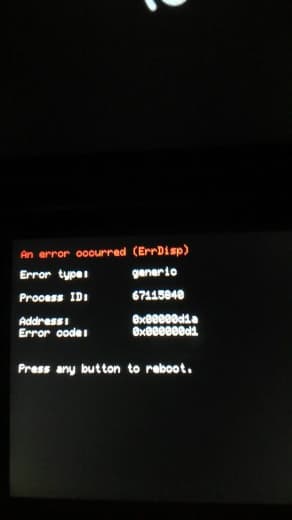 An error occurred (ErrDisp)
Error type: generic
Process ID: 67115840
Address: 0x00000d1a
Error code: 0x000000d1
Press any button to reboot.